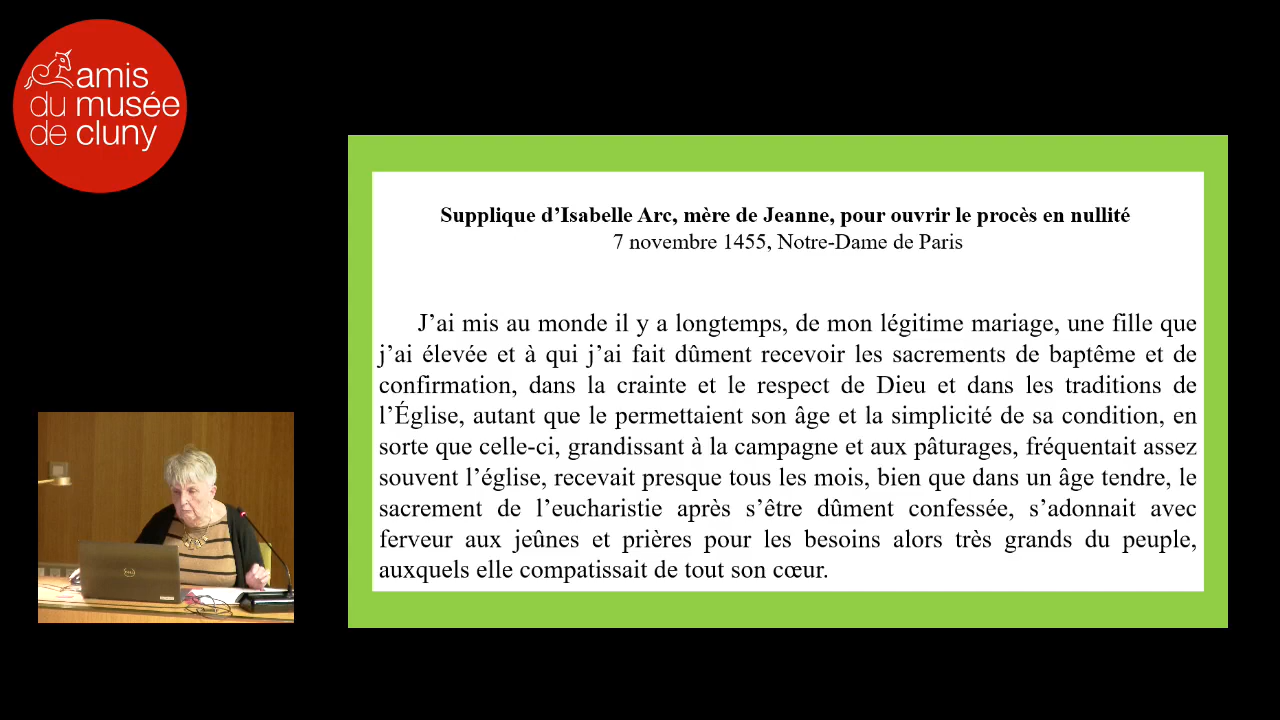 amis
du musée
de cluny
Supplique d’Isabelle Arc, mère de Jeanne, pour ouvrir le procès en nullité
7 novembre 1455, Notre-Dame de Paris
J’ai mis au monde il y a longtemps, de mon légitime mariage, une fille que
j’ai élevée et à qui j’ai fait dûment recevoir les sacrements de baptême et de
confirmation, dans la crainte et le respect de Dieu et dans les traditions de
l’Église, autant que le permettaient son âge et la simplicité de sa condition, en
sorte que celle-ci, grandissant à la campagne et aux pâturages, fréquentait assez
souvent l’église, recevait presque tous les mois, bien que dans un âge tendre, le
sacrement de l’eucharistie après s’être dûment confessée, s’adonnait avec
ferveur aux jeûnes et prières pour les besoins alors très grands du peuple,
auxquels elle compatissait de tout son cœur.